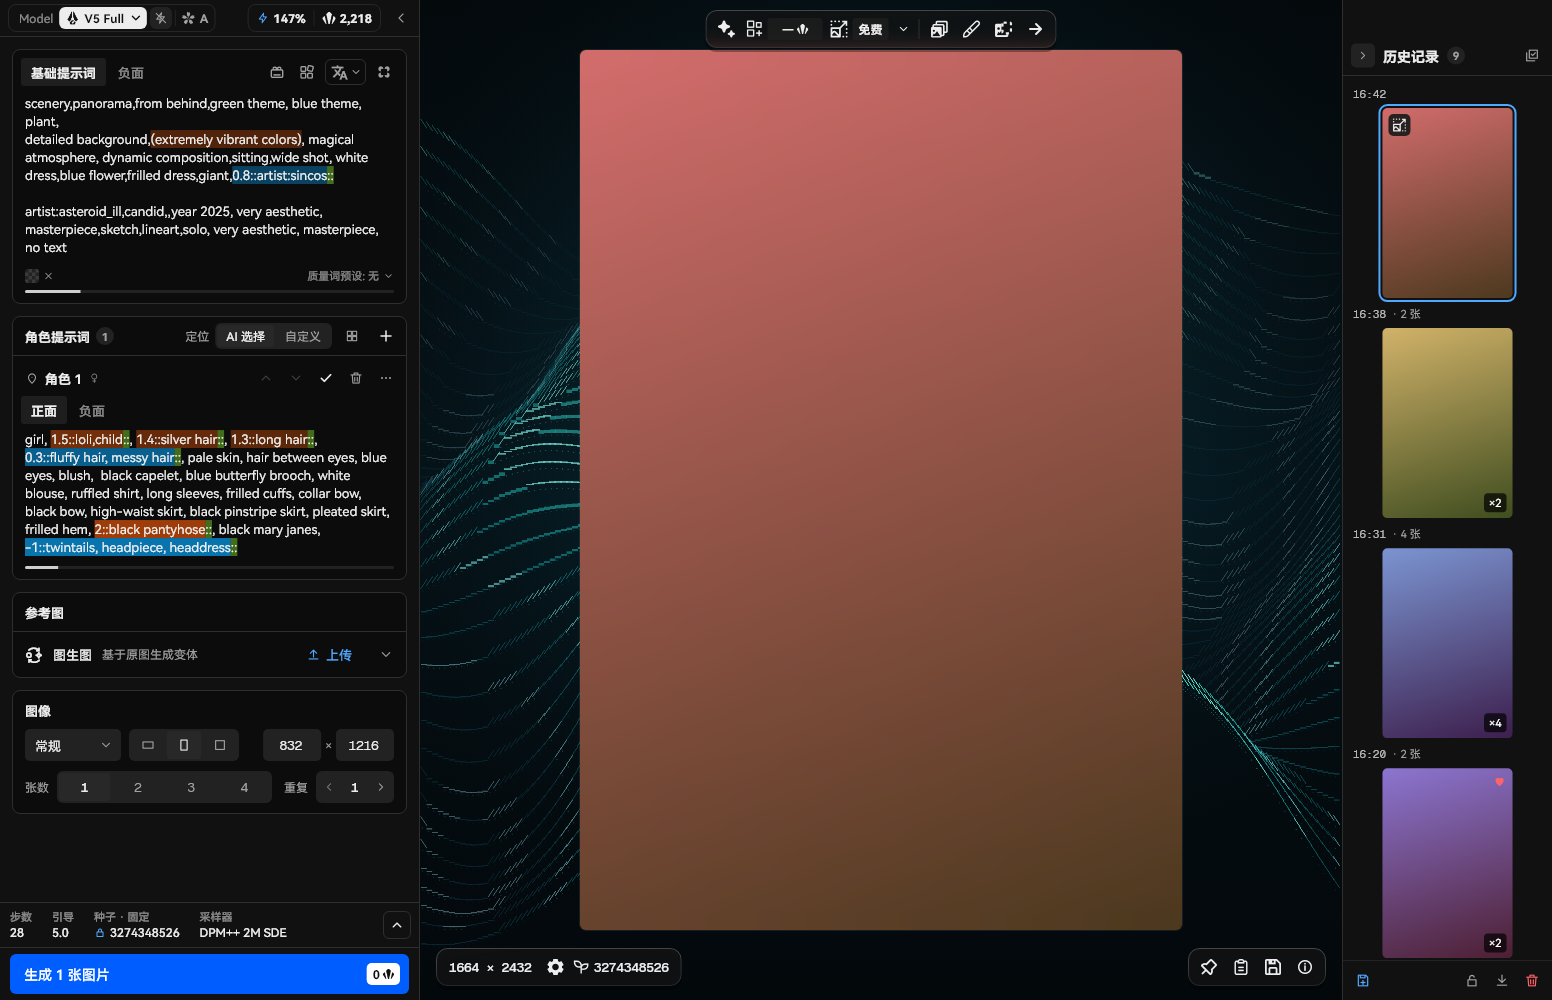 Model V5 Full A 147% 2,218
基础提示词 负面
scenery,panorama,from behind,green theme, blue theme,
plant,
detailed background,(extremely vibrant colors), magical
atmosphere, dynamic composition,sitting,wide shot, white
dress,blue flower,frilled dress,giant,0.8::artist:sincos::
artist:asteroid_ill,candid,,year 2025, very aesthetic,
masterpiece,sketch,lineart,solo, very aesthetic, masterpiece,
no text
质量词预设: 无
角色提示词 1 定位 AI 选择 自定义
角色 1
正面 负面
girl, 1.5::loli,child::, 1.4::silver hair::, 1.3::long hair::,
0.3::fluffy hair, messy hair::, pale skin, hair between eyes, blue
eyes, blush,  black capelet, blue butterfly brooch, white
blouse, ruffled shirt, long sleeves, frilled cuffs, collar bow,
black bow, high-waist skirt, black pinstripe skirt, pleated skirt,
frilled hem, 2::black pantyhose::, black mary janes,
-1::twintails, headpiece, headdress::
参考图
图生图 基于原图生成变体 上传
图像
常规 832 × 1216
张数 1 2 3 4 重复 1
步数 引导 种子 · 固定 采样器
28 5.0 3274348526 DPM++ 2M SDE
生成 1 张图片 0
免费
1664 × 2432 3274348526
历史记录 9
16:42
16:38 · 2 张
×2
16:31 · 4 张
×4
16:20 · 2 张
×2